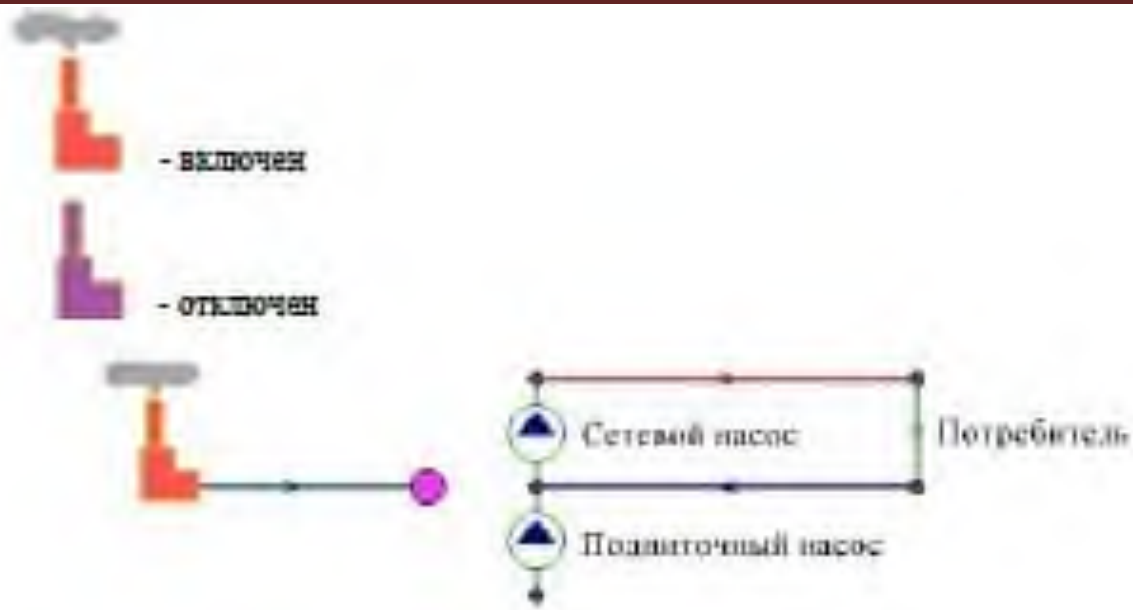 - включен
- отключен
Сетевой насос
Потребитель
Подпиточный насос